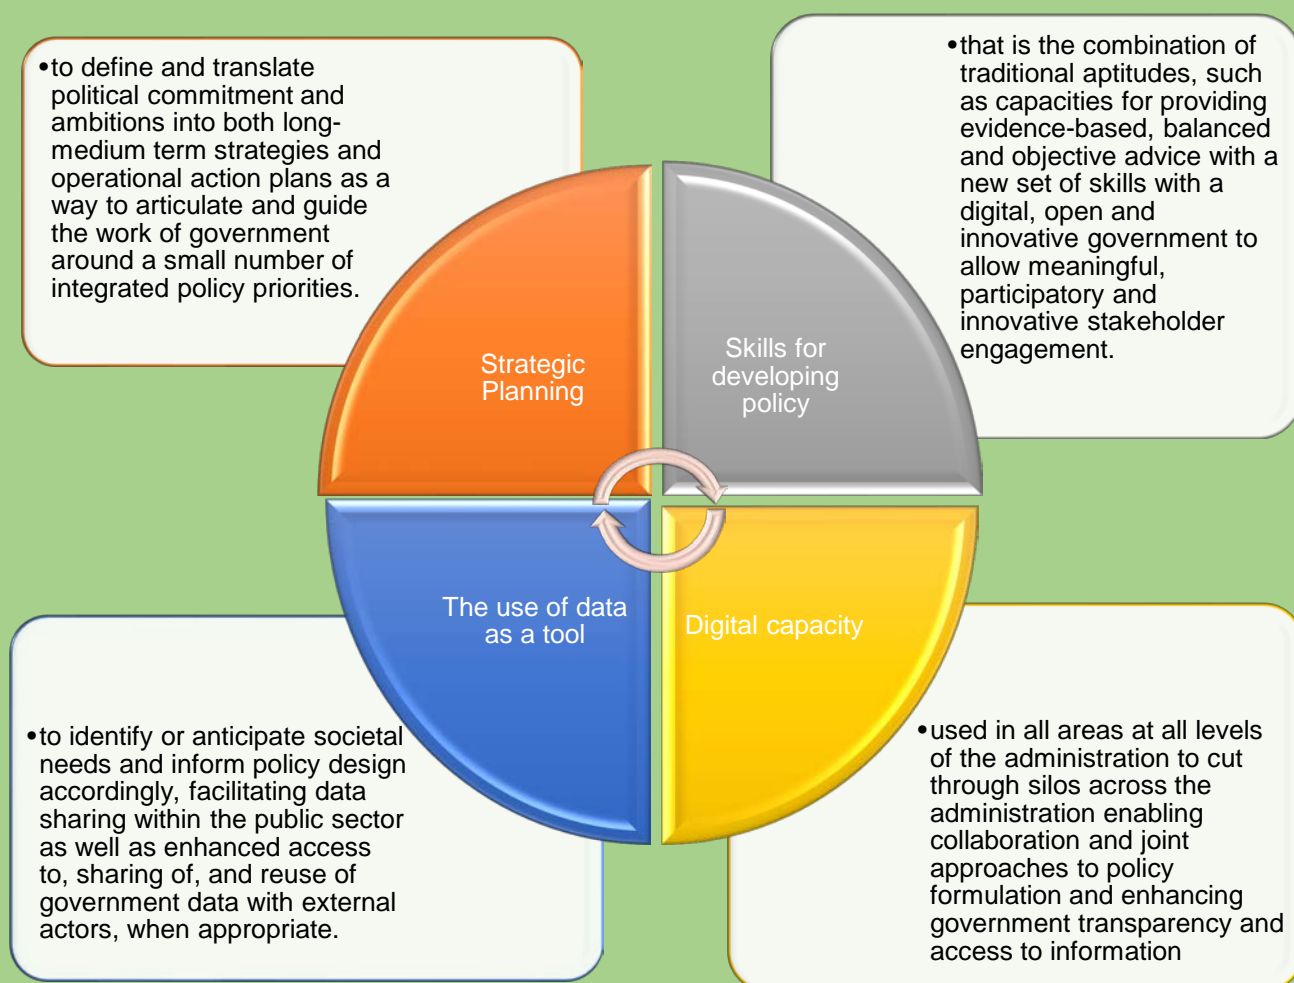 •to define and translate
political commitment and
ambitions into both long-
medium term strategies and
operational action plans as a
way to articulate and guide
the work of government
around a small number of
integrated policy priorities.
•that is the combination of
traditional aptitudes, such
as capacities for providing
evidence-based, balanced
and objective advice with a
new set of skills with a
digital, open and
innovative government to
allow meaningful,
participatory and
innovative stakeholder
engagement.
Strategic
Planning
Skills for
developing
policy
The use of data
as a tool
Digital capacity
•to identify or anticipate societal
needs and inform policy design
accordingly, facilitating data
sharing within the public sector
as well as enhanced access
to, sharing of, and reuse of
government data with external
actors, when appropriate.
•used in all areas at all levels
of the administration to cut
through silos across the
administration enabling
collaboration and joint
approaches to policy
formulation and enhancing
government transparency and
access to information